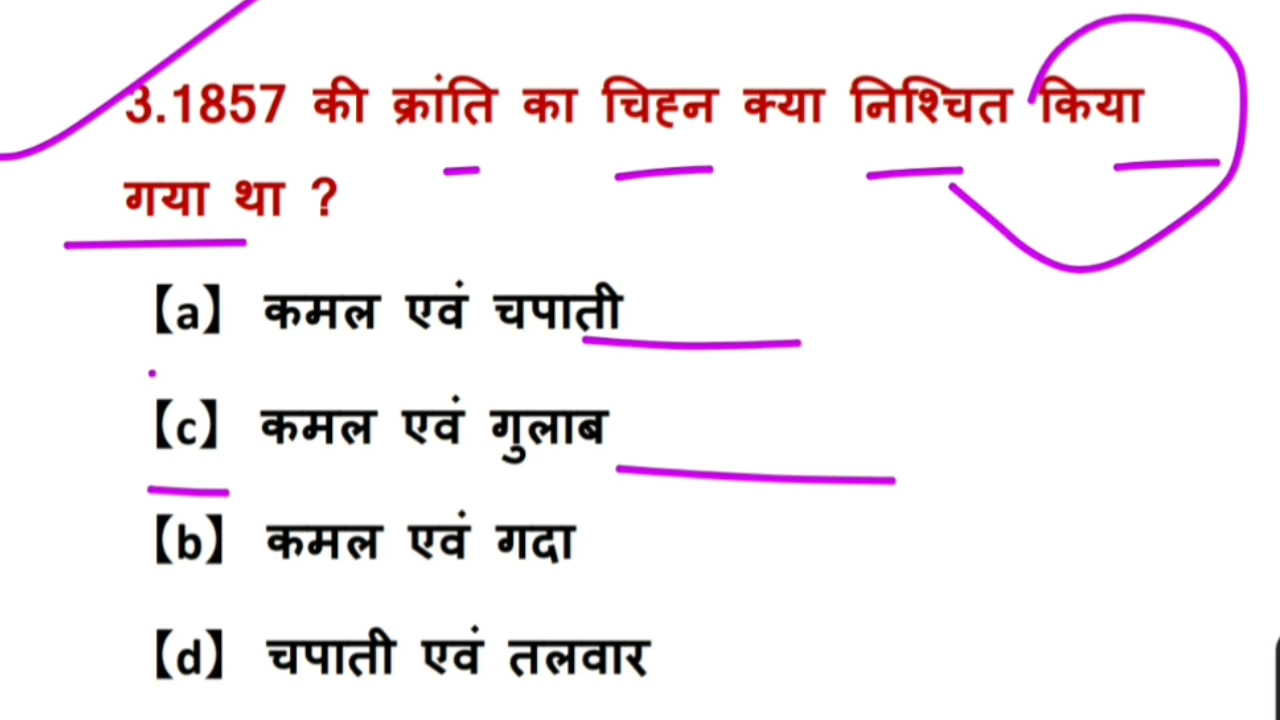 3.1857 की क्रांति का चिह्न क्या निश्चित किया
गया था ?
【a】 कमल एवं चपाती
【c】 कमल एवं गुलाब
【b】 कमल एवं गदा
【d】 चपाती एवं तलवार